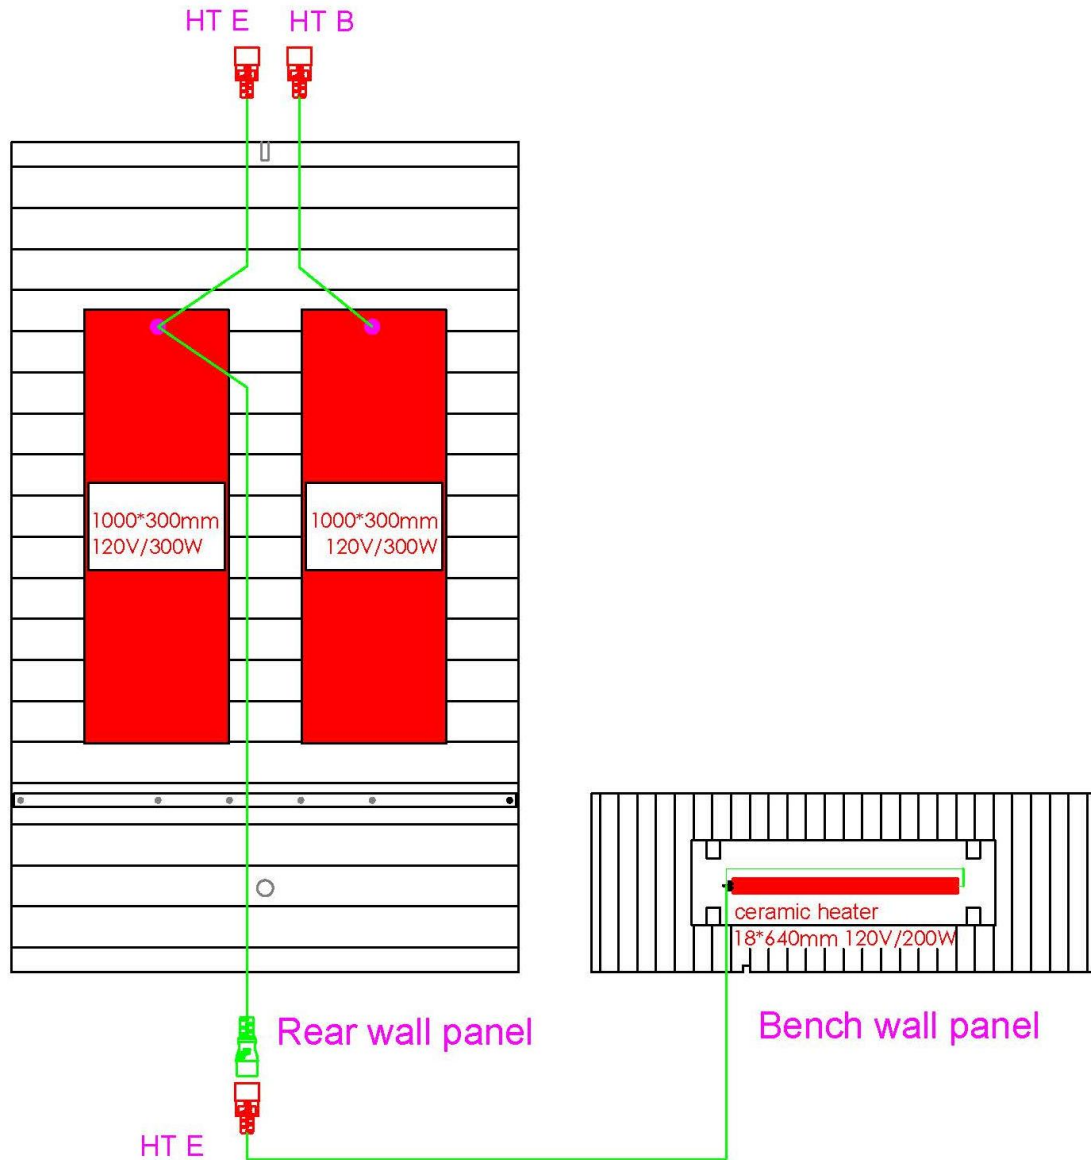 HT E
HT B
1000*300mm
120V/300W
1000*300mm
120V/300W
ceramic heater
18*640mm 120V/200W
Rear wall panel
Bench wall panel
HT E